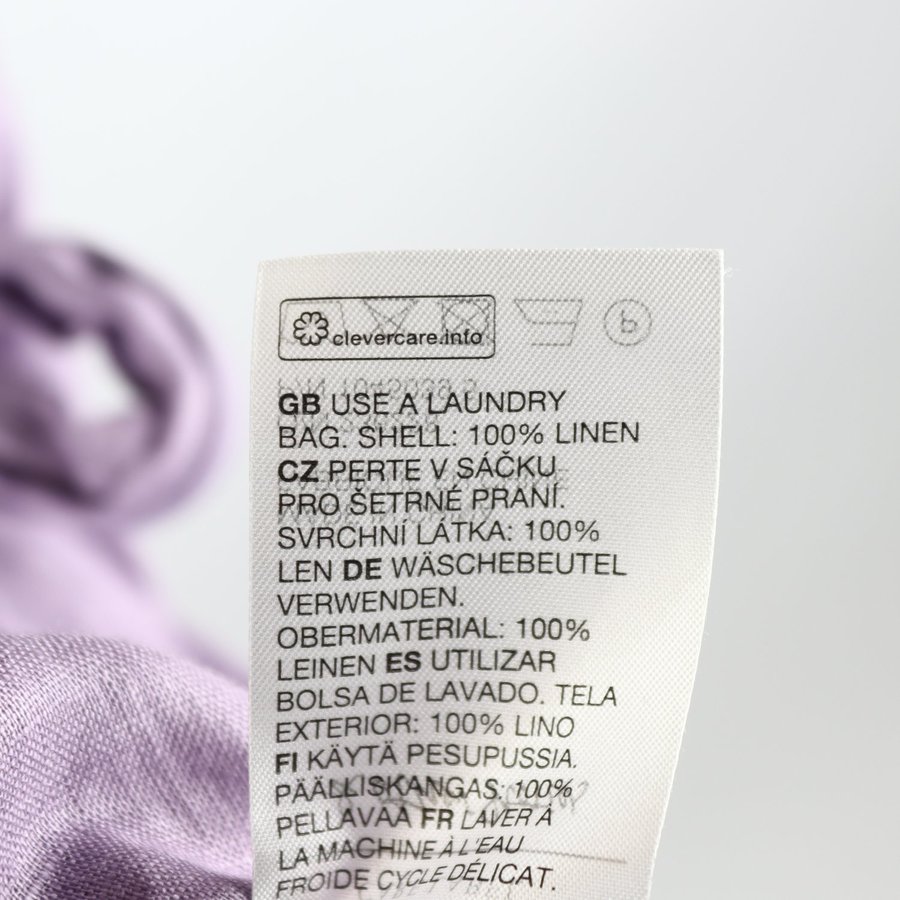 clevercare.info
GB USE A LAUNDRY
BAG. SHELL: 100% LINEN
CZ PERTE V SÁČKU
PRO ŠETRNÉ PRANÍ.
SVRCHNÍ LÁTKA: 100%
LEN DE WÄSCHEBEUTEL
VERWENDEN.
OBERMATERIAL: 100%
LEINEN ES UTILIZAR
BOLSA DE LAVADO. TELA
EXTERIOR: 100% LINO
FI KÄYTÄ PESUPUSSIA.
PÄÄLLISKANGAS: 100%
PELLAVAA FR LAVER À
LA MACHINE À L'EAU
FROIDE CYCLE DÉLICAT.